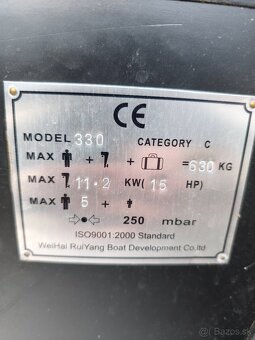 CE
MODEL 330 CATEGORY C
MAX + + =630 KG
MAX 11.2 KW( 15 HP)
MAX 5 +
250 mbar
ISO9001:2000 Standard
WeiHai RuiYang Boat Development Co.ltd
bazos.sk